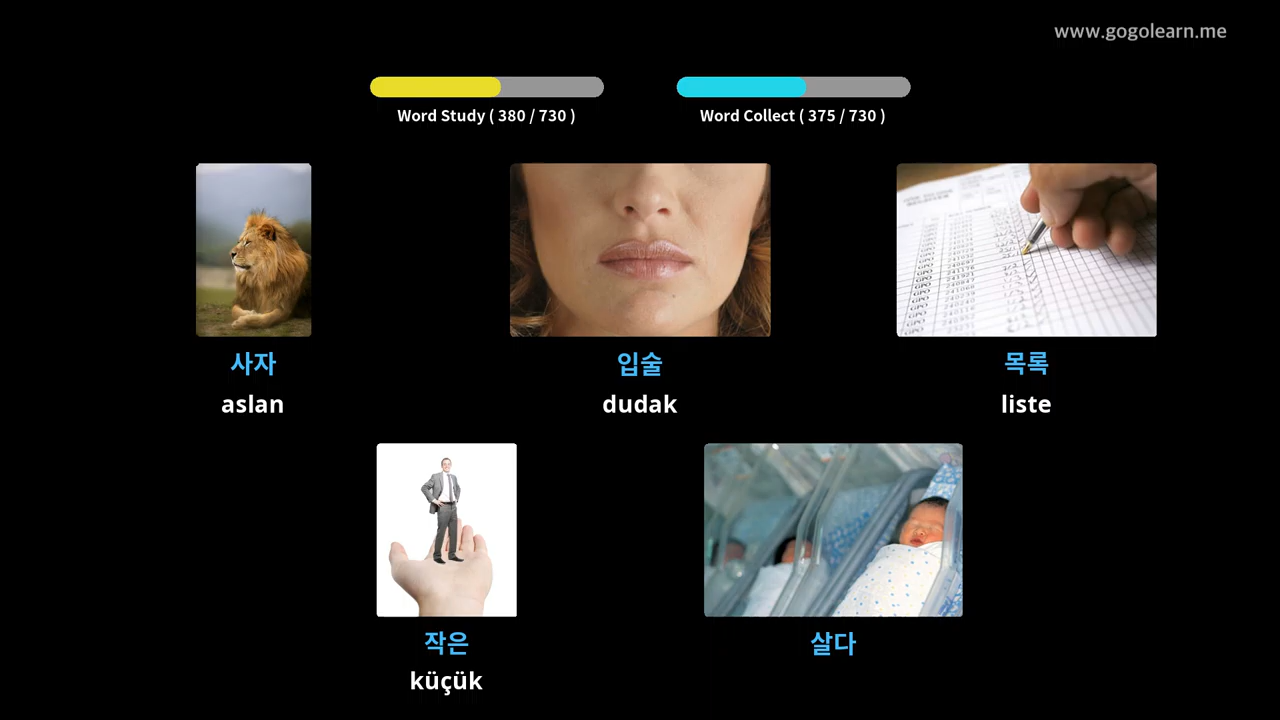 www.gogolearn.me
Word Study ( 380 / 730 )
Word Collect ( 375 / 730 )
사자
입술
목록
aslan
dudak
liste
작은
살다
küçük